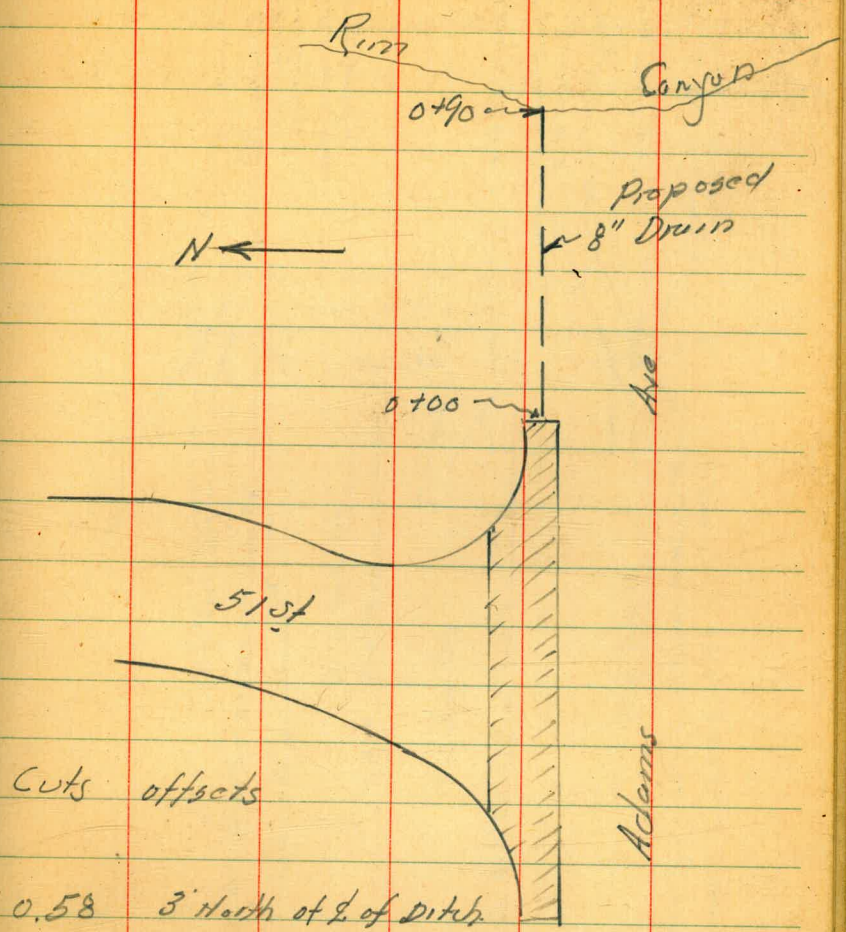 Rim
Canyon
0+90
Proposed
8" Drain
N
Ave
0+00
51st
Adams
Cuts offsets
0.58 3' North of ℄ of Ditch